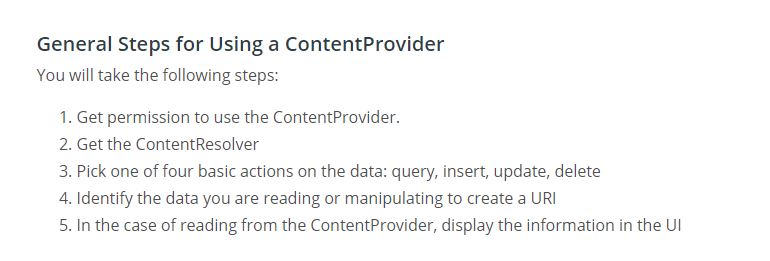 General Steps for Using a ContentProvider
You will take the following steps:
1. Get permission to use the ContentProvider.
2. Get the ContentResolver
3. Pick one of four basic actions on the data: query, insert, update, delete
4. Identify the data you are reading or manipulating to create a URI
5. In the case of reading from the ContentProvider, display the information in the UI